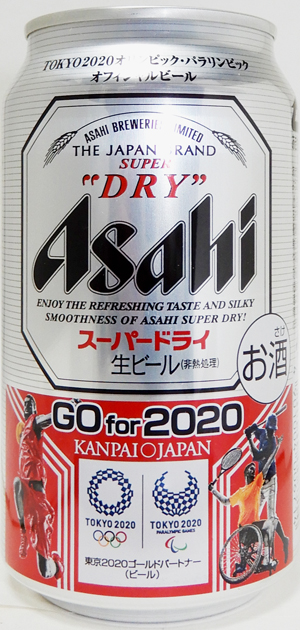 TOKYO2020オリンピック・パラリンピック
オフィシャルビール
ASAHI BREWERIES LIMITED
THE JAPAN BRAND
SUPER
"DRY"
Asahi
ENJOY THE REFRESHING TASTE AND SILKY
SMOOTHNESS OF ASAHI SUPER DRY!
スーパードライ
生ビール(非熱処理)
さけ
お酒
GO for 2020
KANPAI○JAPAN
TOKYO 2020
TOKYO 2020
PARALYMPIC GAMES
東京2020ゴールドパートナー
(ビール)